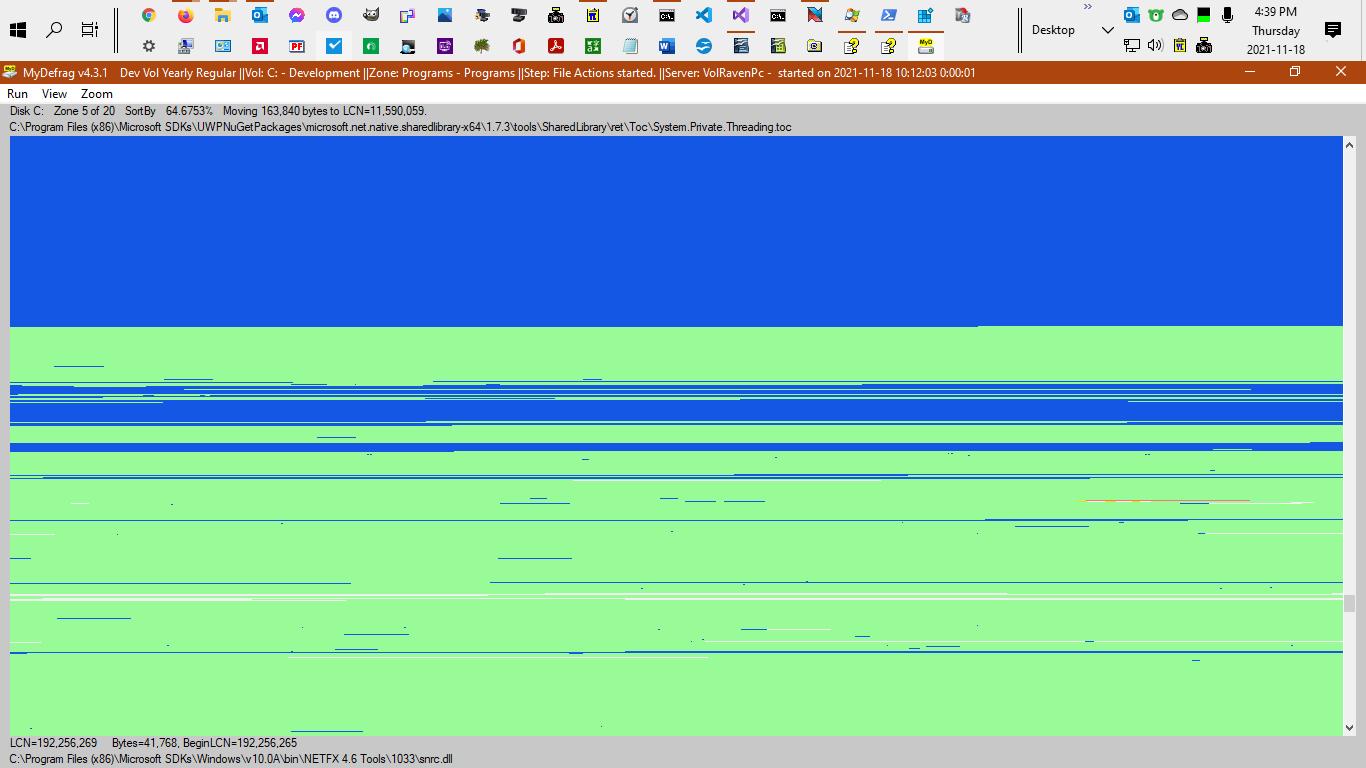 4:39 PM
Desktop
Thursday
2021-11-18
MyDefrag v4.3.1 Dev Vol Yearly Regular ||Vol: C: - Development ||Zone: Programs - Programs ||Step: File Actions started. ||Server: VolRavenPc - started on 2021-11-18 10:12:03 0:00:01
Run View Zoom
Disk C: Zone 5 of 20 SortBy 64.6753% Moving 163,840 bytes to LCN=11,590,059.
C:\Program Files (x86)\Microsoft SDKs\UWPNuGetPackages\microsoft.net.native.sharedlibrary-x64\1.7.3\tools\SharedLibrary\ret\Toc\System.Private.Threading.toc
LCN=192,256,269 Bytes=41,768, BeginLCN=192,256,265
C:\Program Files (x86)\Microsoft SDKs\Windows\v10.0A\bin\NETFX 4.6 Tools\1033\snrc.dll